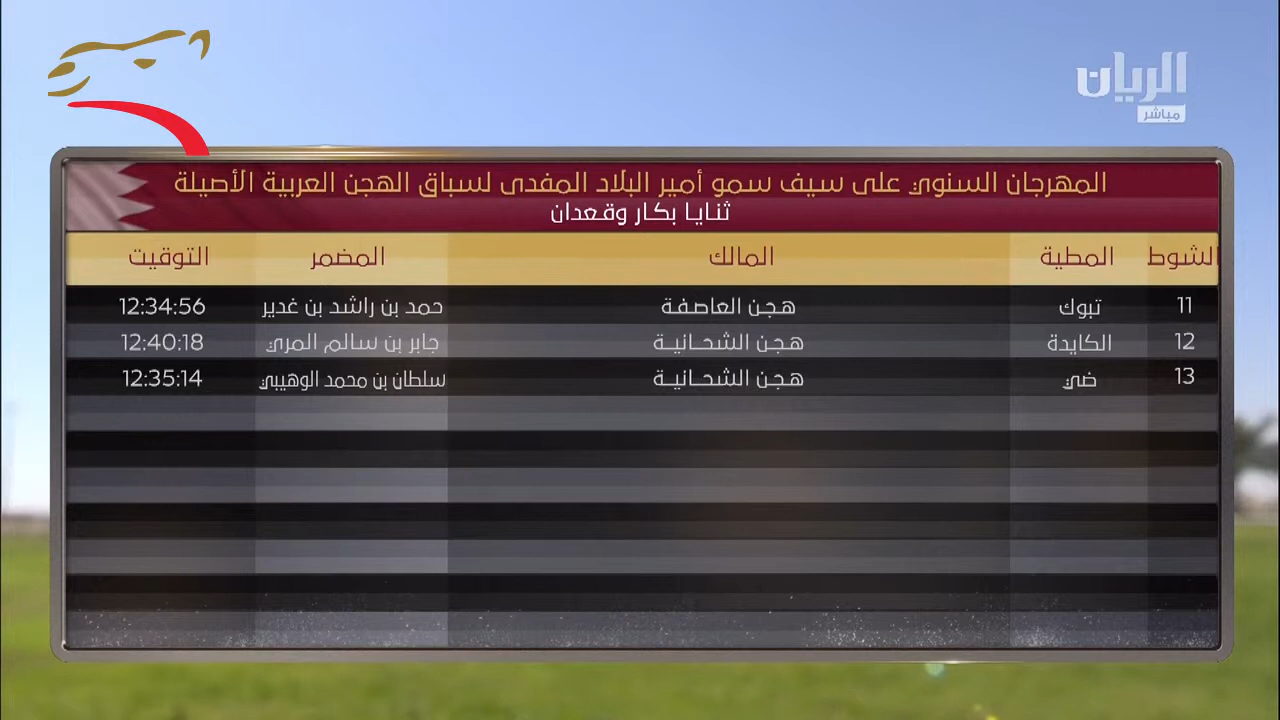 الريان
مباشر
المهرجان السنوي على سيف سمو أمير البلاد المفدى لسباق الهجن العربية الأصيلة
ثنايا بكار وقعدان
الشوط المطية المالك المضمر التوقيت
11 تبوك هجن العاصفة حمد بن راشد بن غدير 12:34:56
12 الكايدة هجن الشحانية جابر بن سالم المري 12:40:18
13 ضي هجن الشحانية سلطان بن محمد الوهيبي 12:35:14